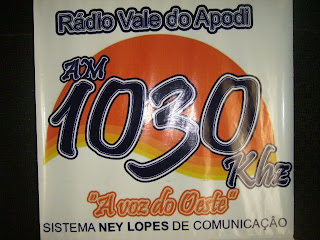 Rádio Vale do Apodi
AM
1030
Khz
"A voz do Oeste"
SISTEMA NEY LOPES DE COMUNICAÇÃO